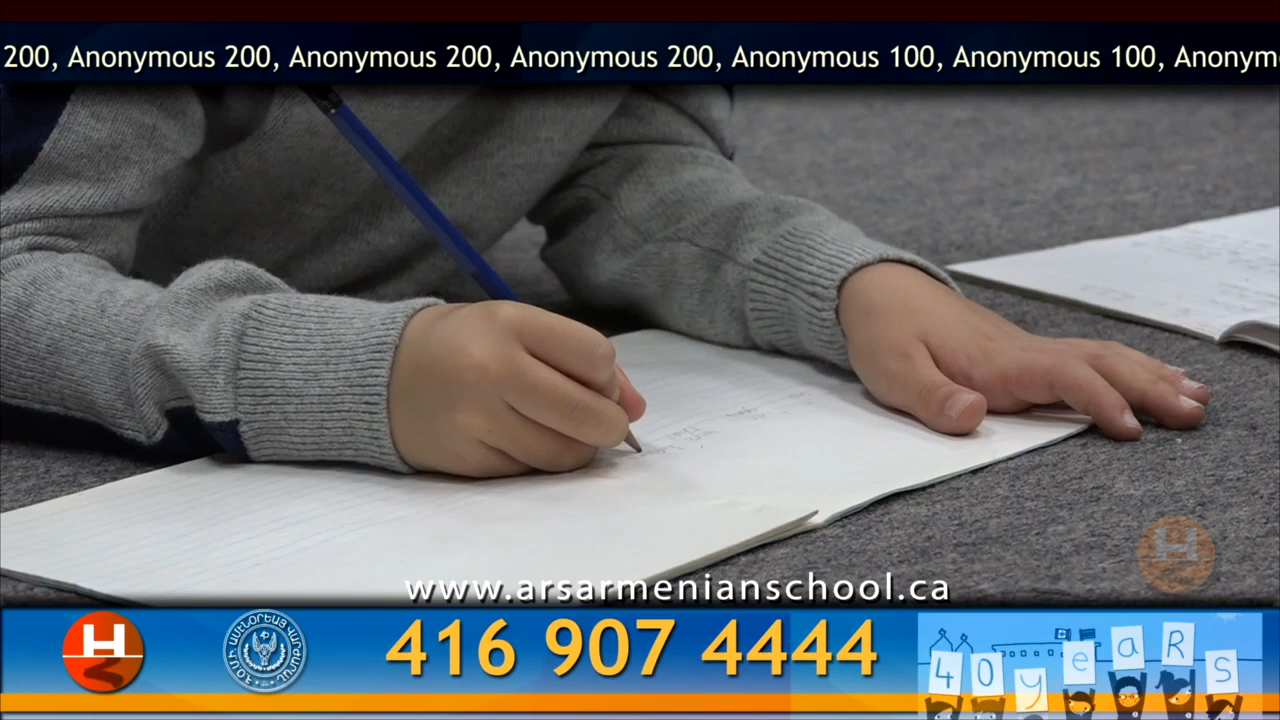 200, Anonymous 200, Anonymous 200, Anonymous 200, Anonymous 100, Anonymous 100, Anonym
www.arsarmenianschool.ca
416 907 4444
H
40 yeaRS